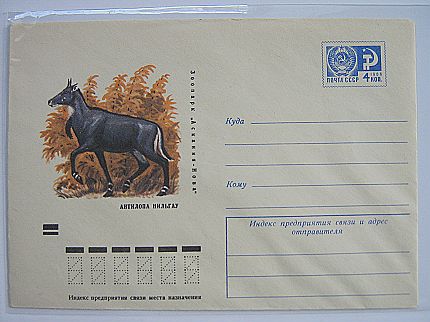 Зоопарк „Аскания-Нова“
АНТИЛОПА НИЛЬГАУ
Индекс предприятия связи места назначения
ПОЧТА СССР
4 КОП.
1966
Куда
Кому
Индекс предприятия связи и адрес
отправителя